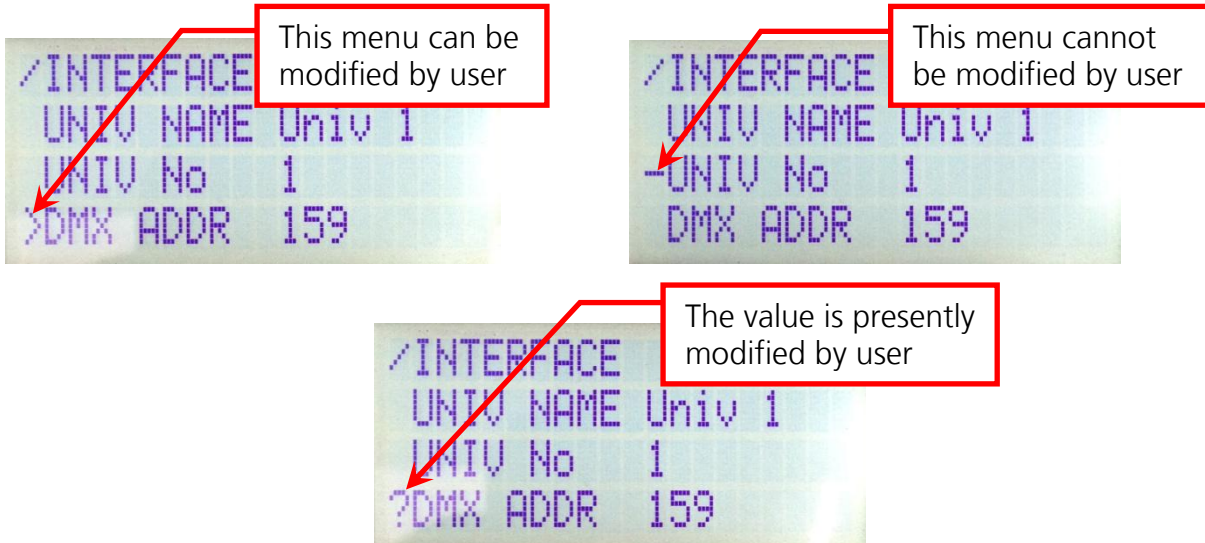 This menu can be
modified by user
/INTERFACE
UNIV NAME Univ 1
UNIV No 1
>DMX ADDR 159
This menu cannot
be modified by user
/INTERFACE
UNIV NAME Univ 1
-UNIV No 1
DMX ADDR 159
The value is presently
modified by user
/INTERFACE
UNIV NAME Univ 1
UNIV No 1
?DMX ADDR 159